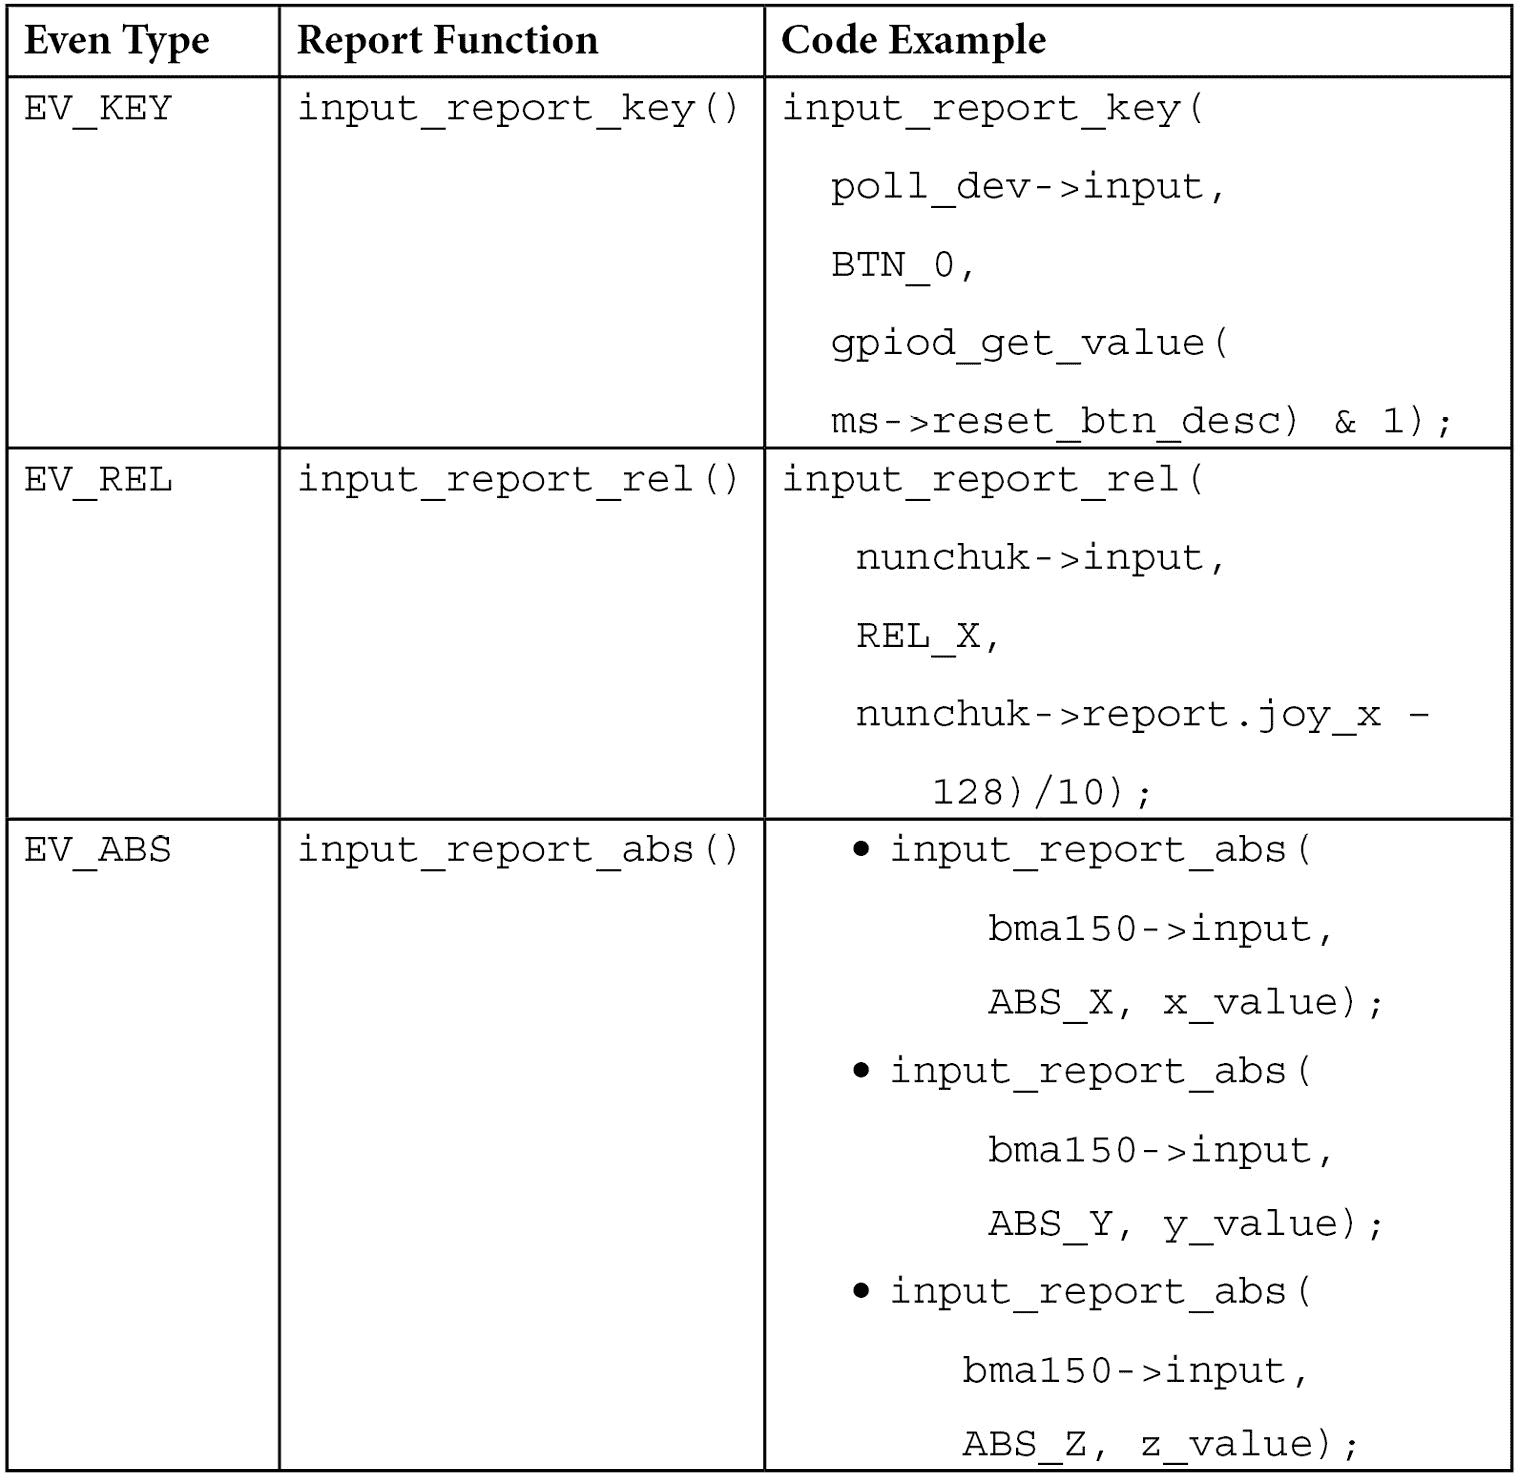 Even Type Report Function Code Example
EV_KEY input_report_key() input_report_key(
poll_dev->input,
BTN_0,
gpiod_get_value(
ms->reset_btn_desc) & 1);
EV_REL input_report_rel() input_report_rel(
nunchuk->input,
REL_X,
nunchuk->report.joy_x –
128)/10);
EV_ABS input_report_abs() • input_report_abs(
bma150->input,
ABS_X, x_value);
• input_report_abs(
bma150->input,
ABS_Y, y_value);
• input_report_abs(
bma150->input,
ABS_Z, z_value);